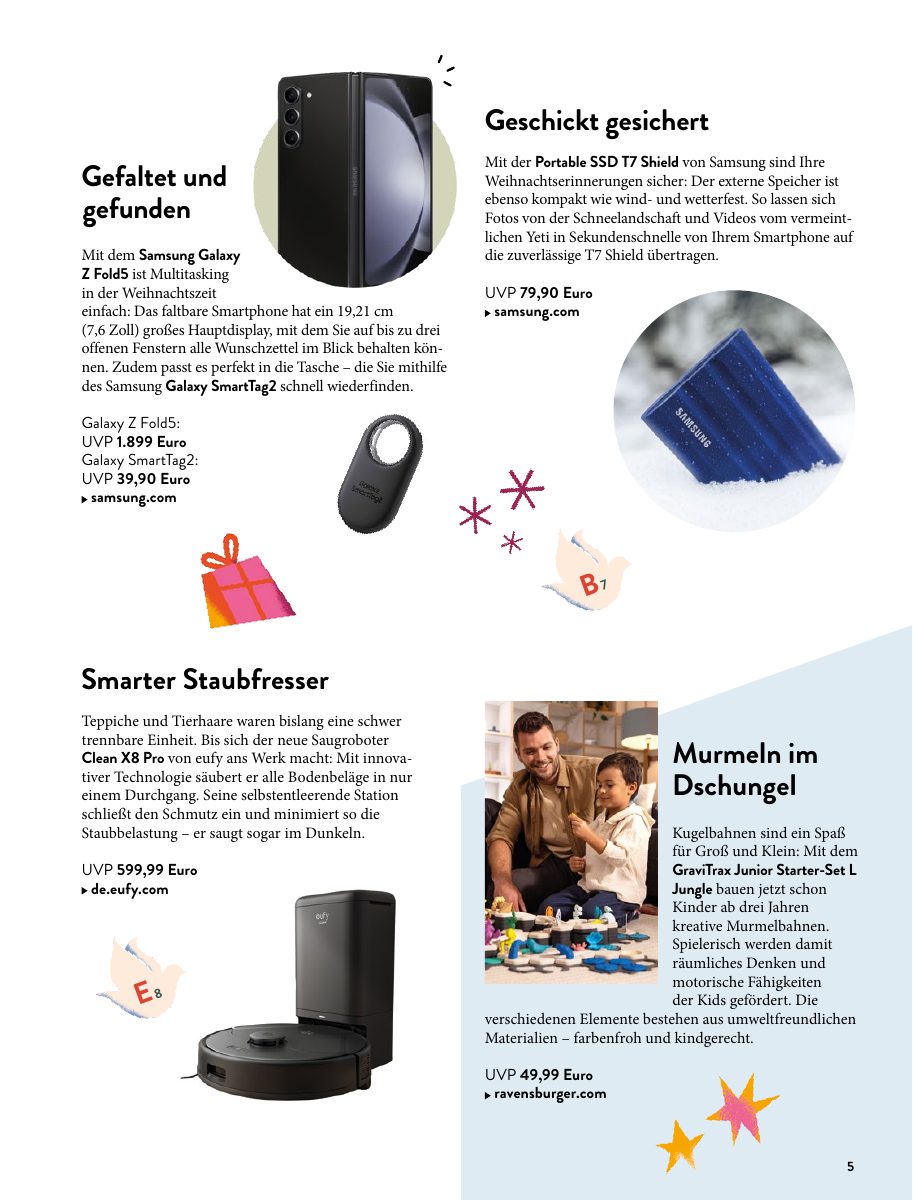 Gefaltet und
gefunden
Mit dem Samsung Galaxy
Z Fold5 ist Multitasking
in der Weihnachtszeit
einfach: Das faltbare Smartphone hat ein 19,21 cm
(7,6 Zoll) großes Hauptdisplay, mit dem Sie auf bis zu drei
offenen Fenstern alle Wunschzettel im Blick behalten kön-
nen. Zudem passt es perfekt in die Tasche – die Sie mithilfe
des Samsung Galaxy SmartTag2 schnell wiederfinden.
Galaxy Z Fold5:
UVP 1.899 Euro
Galaxy SmartTag2:
UVP 39,90 Euro
▸ samsung.com
SAMSUNG
Galaxy
SmartTag2
Geschickt gesichert
Mit der Portable SSD T7 Shield von Samsung sind Ihre
Weihnachtserinnerungen sicher: Der externe Speicher ist
ebenso kompakt wie wind- und wetterfest. So lassen sich
Fotos von der Schneelandschaft und Videos vom vermeint-
lichen Yeti in Sekundenschnelle von Ihrem Smartphone auf
die zuverlässige T7 Shield übertragen.
UVP 79,90 Euro
▸ samsung.com
SAMSUNG
B 7
Smarter Staubfresser
Teppiche und Tierhaare waren bislang eine schwer
trennbare Einheit. Bis sich der neue Saugroboter
Clean X8 Pro von eufy ans Werk macht: Mit innova-
tiver Technologie säubert er alle Bodenbeläge in nur
einem Durchgang. Seine selbstentleerende Station
schließt den Schmutz ein und minimiert so die
Staubbelastung – er saugt sogar im Dunkeln.
UVP 599,99 Euro
▸ de.eufy.com
eufy
E 8
Murmeln im
Dschungel
Kugelbahnen sind ein Spaß
für Groß und Klein: Mit dem
GraviTrax Junior Starter-Set L
Jungle bauen jetzt schon
Kinder ab drei Jahren
kreative Murmelbahnen.
Spielerisch werden damit
räumliches Denken und
motorische Fähigkeiten
der Kids gefördert. Die
verschiedenen Elemente bestehen aus umweltfreundlichen
Materialien – farbenfroh und kindgerecht.
UVP 49,99 Euro
▸ ravensburger.com
5